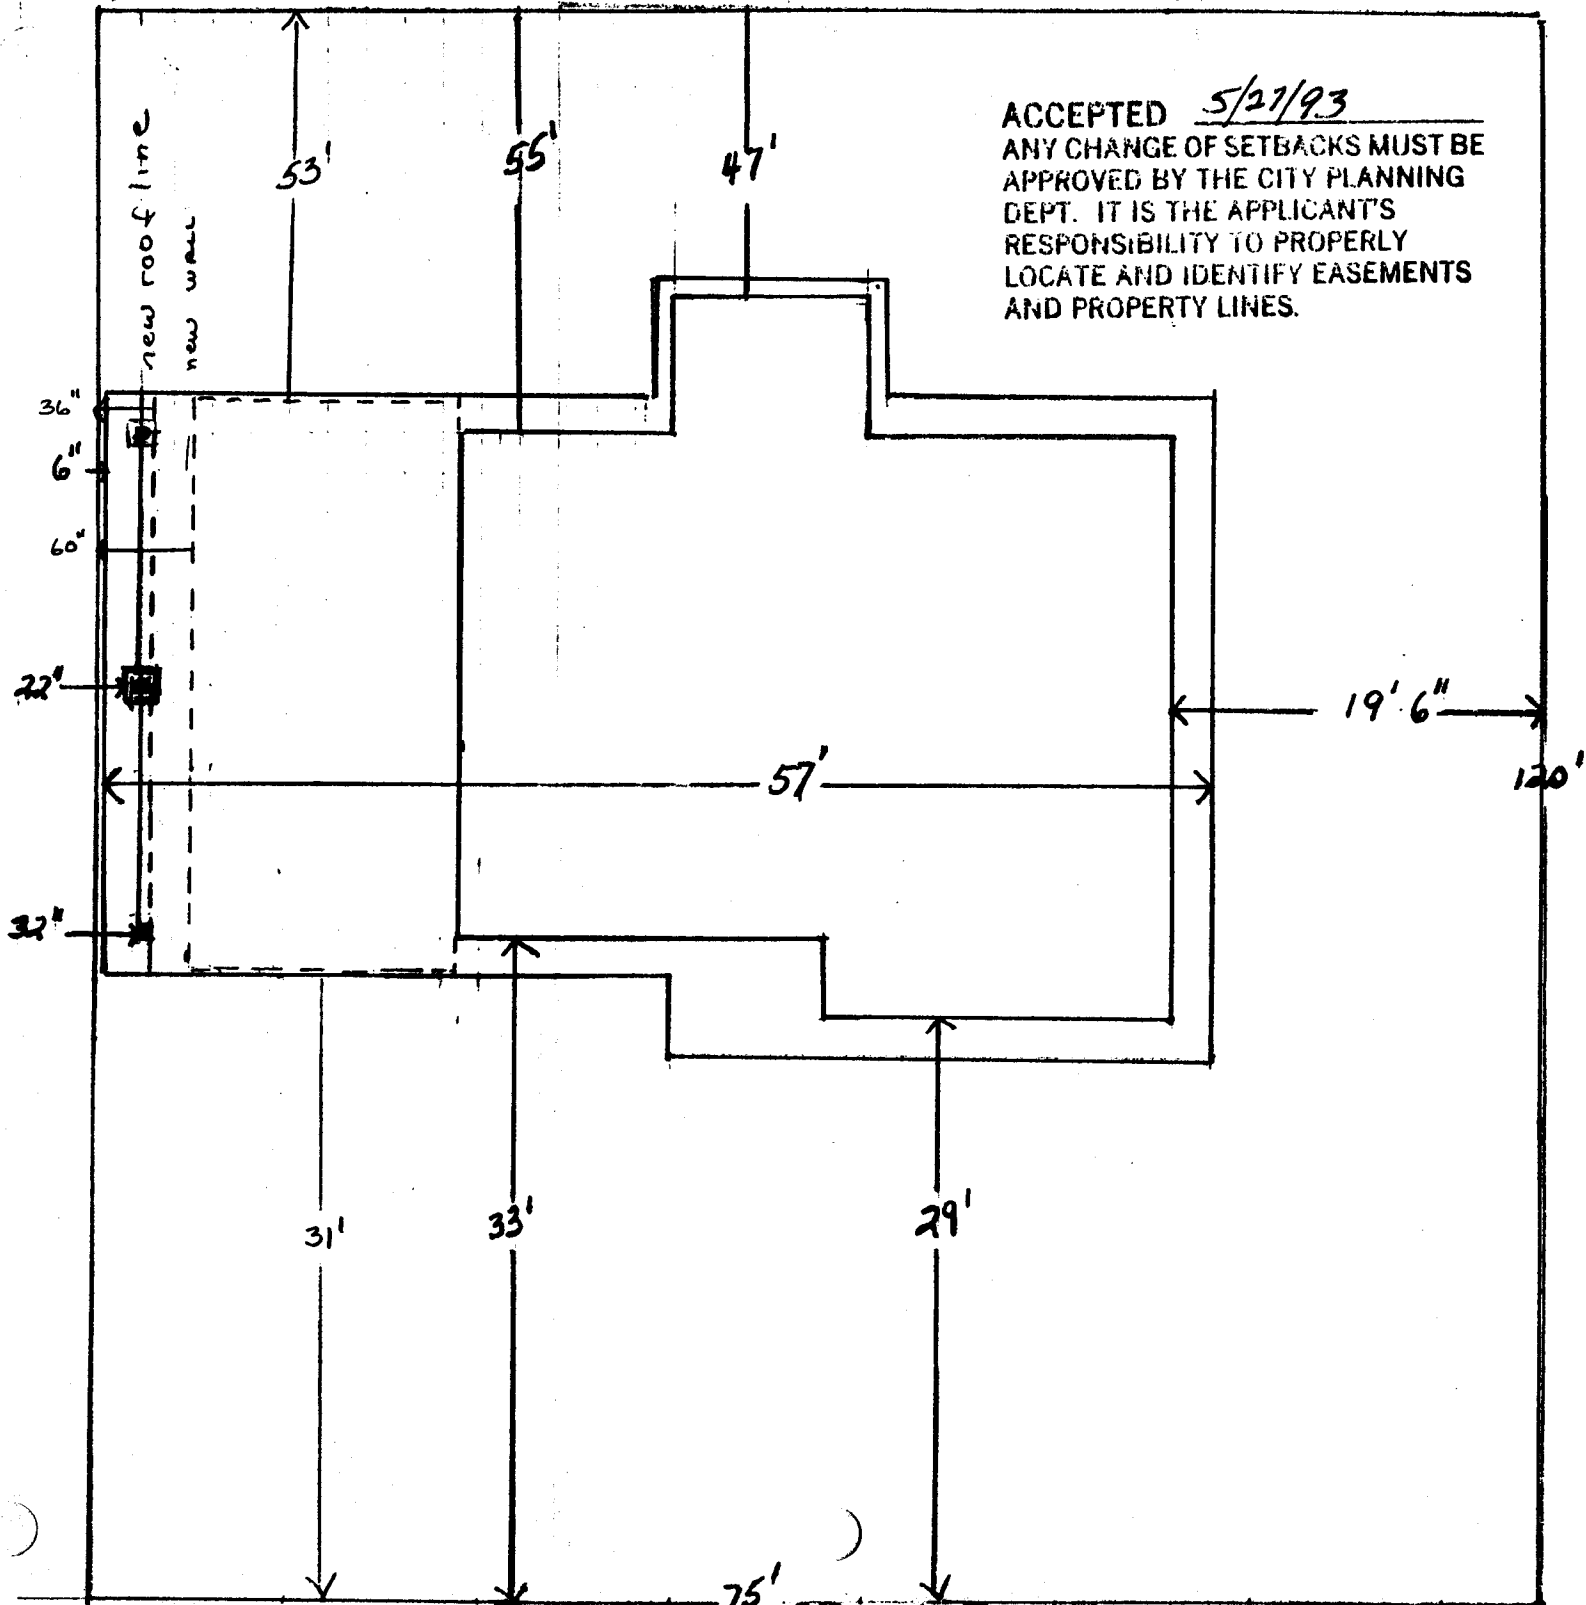 ACCEPTED 5/27/93
ANY CHANGE OF SETBACKS MUST BE
APPROVED BY THE CITY PLANNING
DEPT. IT IS THE APPLICANT'S
RESPONSIBILITY TO PROPERLY
LOCATE AND IDENTIFY EASEMENTS
AND PROPERTY LINES.
new roof line
new wall
53'
55'
47'
36"
6"
60"
22"
32"
19' 6"
57'
120'
31'
33'
29'
75'